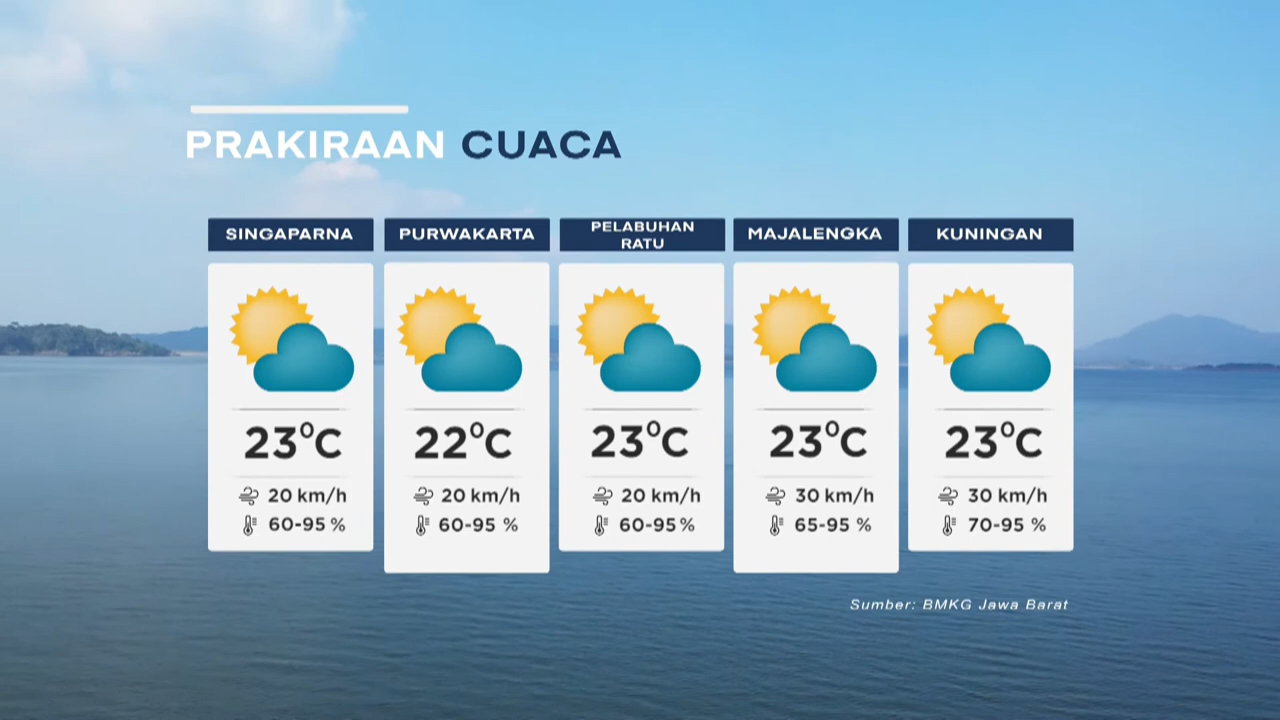 PRAKIRAAN CUACA
SINGAPARNA
23°C
20 km/h
60-95 %
PURWAKARTA
22°C
20 km/h
60-95 %
PELABUHAN
RATU
23°C
20 km/h
60-95 %
MAJALENGKA
23°C
30 km/h
65-95 %
KUNINGAN
23°C
30 km/h
70-95 %
Sumber: BMKG Jawa Barat